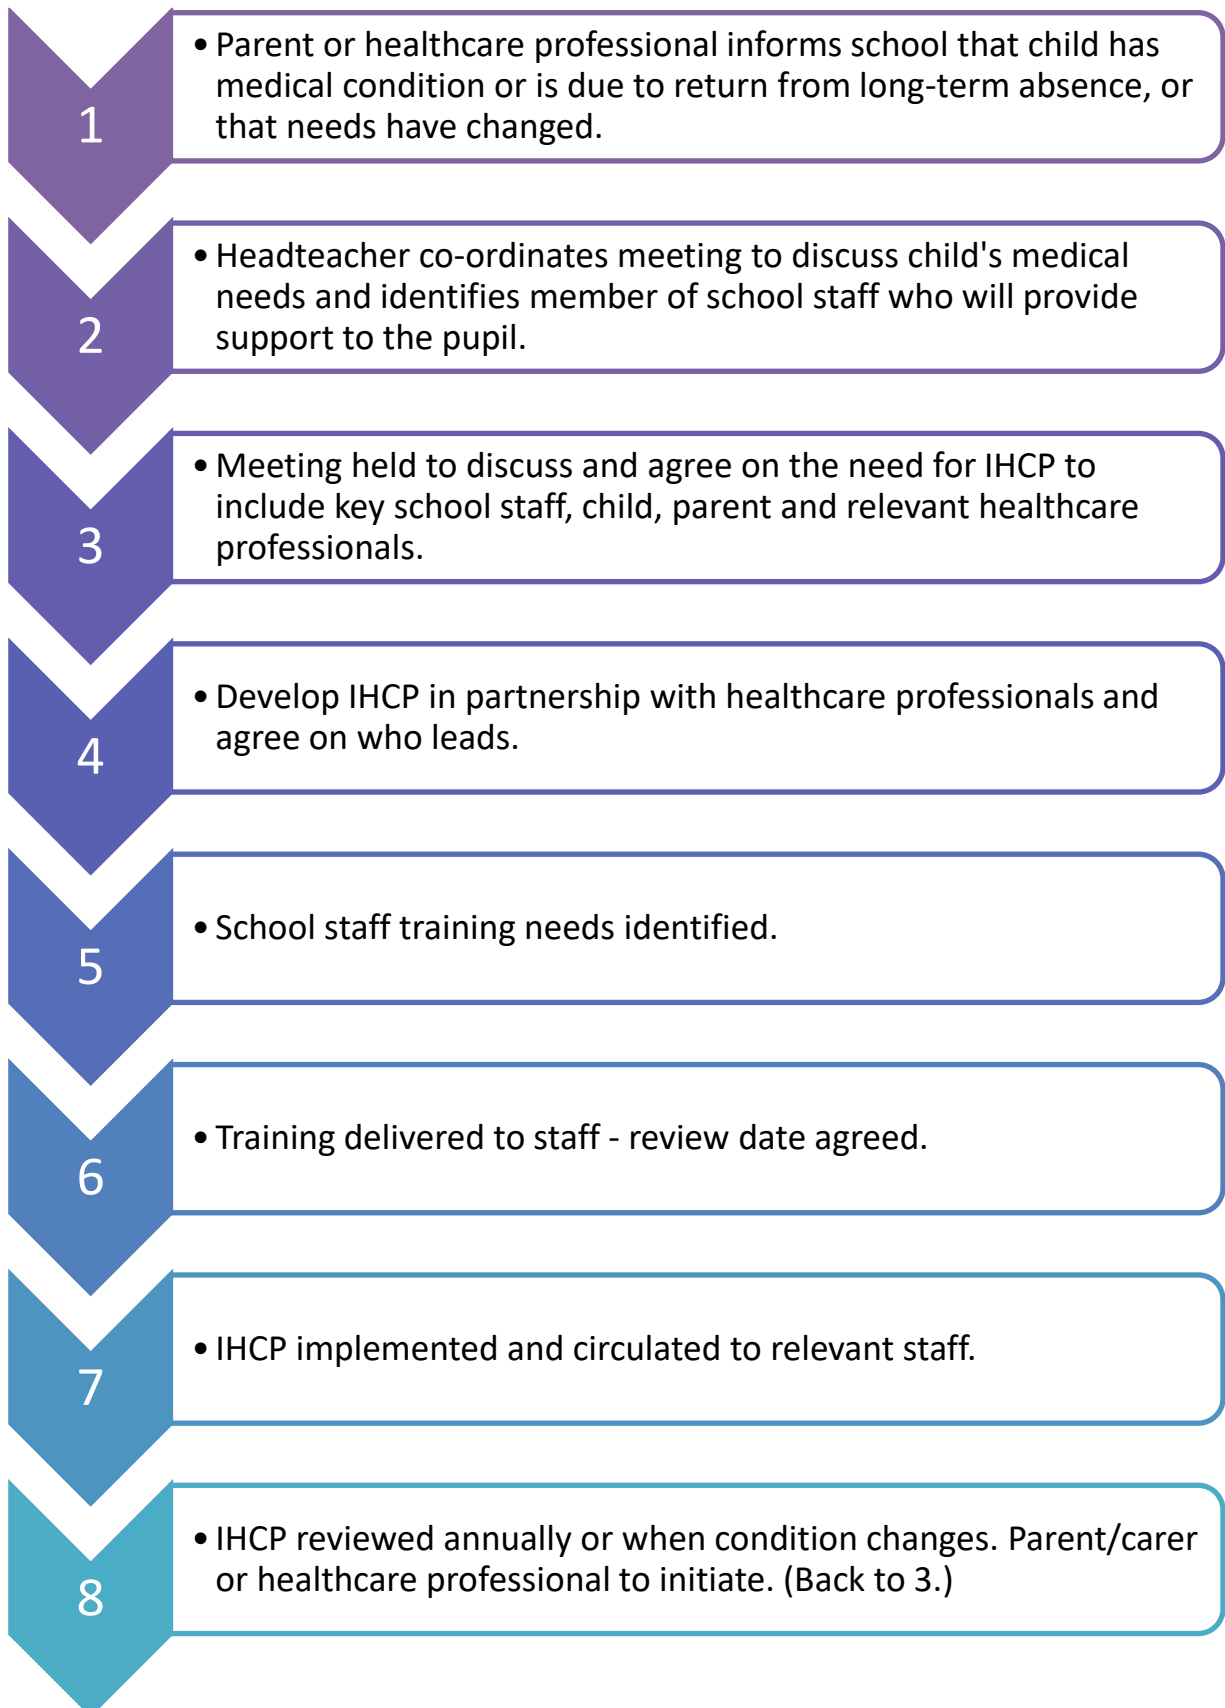 1
• Parent or healthcare professional informs school that child has
medical condition or is due to return from long-term absence, or
that needs have changed.
2
• Headteacher co-ordinates meeting to discuss child's medical
needs and identifies member of school staff who will provide
support to the pupil.
3
• Meeting held to discuss and agree on the need for IHCP to
include key school staff, child, parent and relevant healthcare
professionals.
4
• Develop IHCP in partnership with healthcare professionals and
agree on who leads.
5
• School staff training needs identified.
6
• Training delivered to staff - review date agreed.
7
• IHCP implemented and circulated to relevant staff.
8
• IHCP reviewed annually or when condition changes. Parent/carer
or healthcare professional to initiate. (Back to 3.)